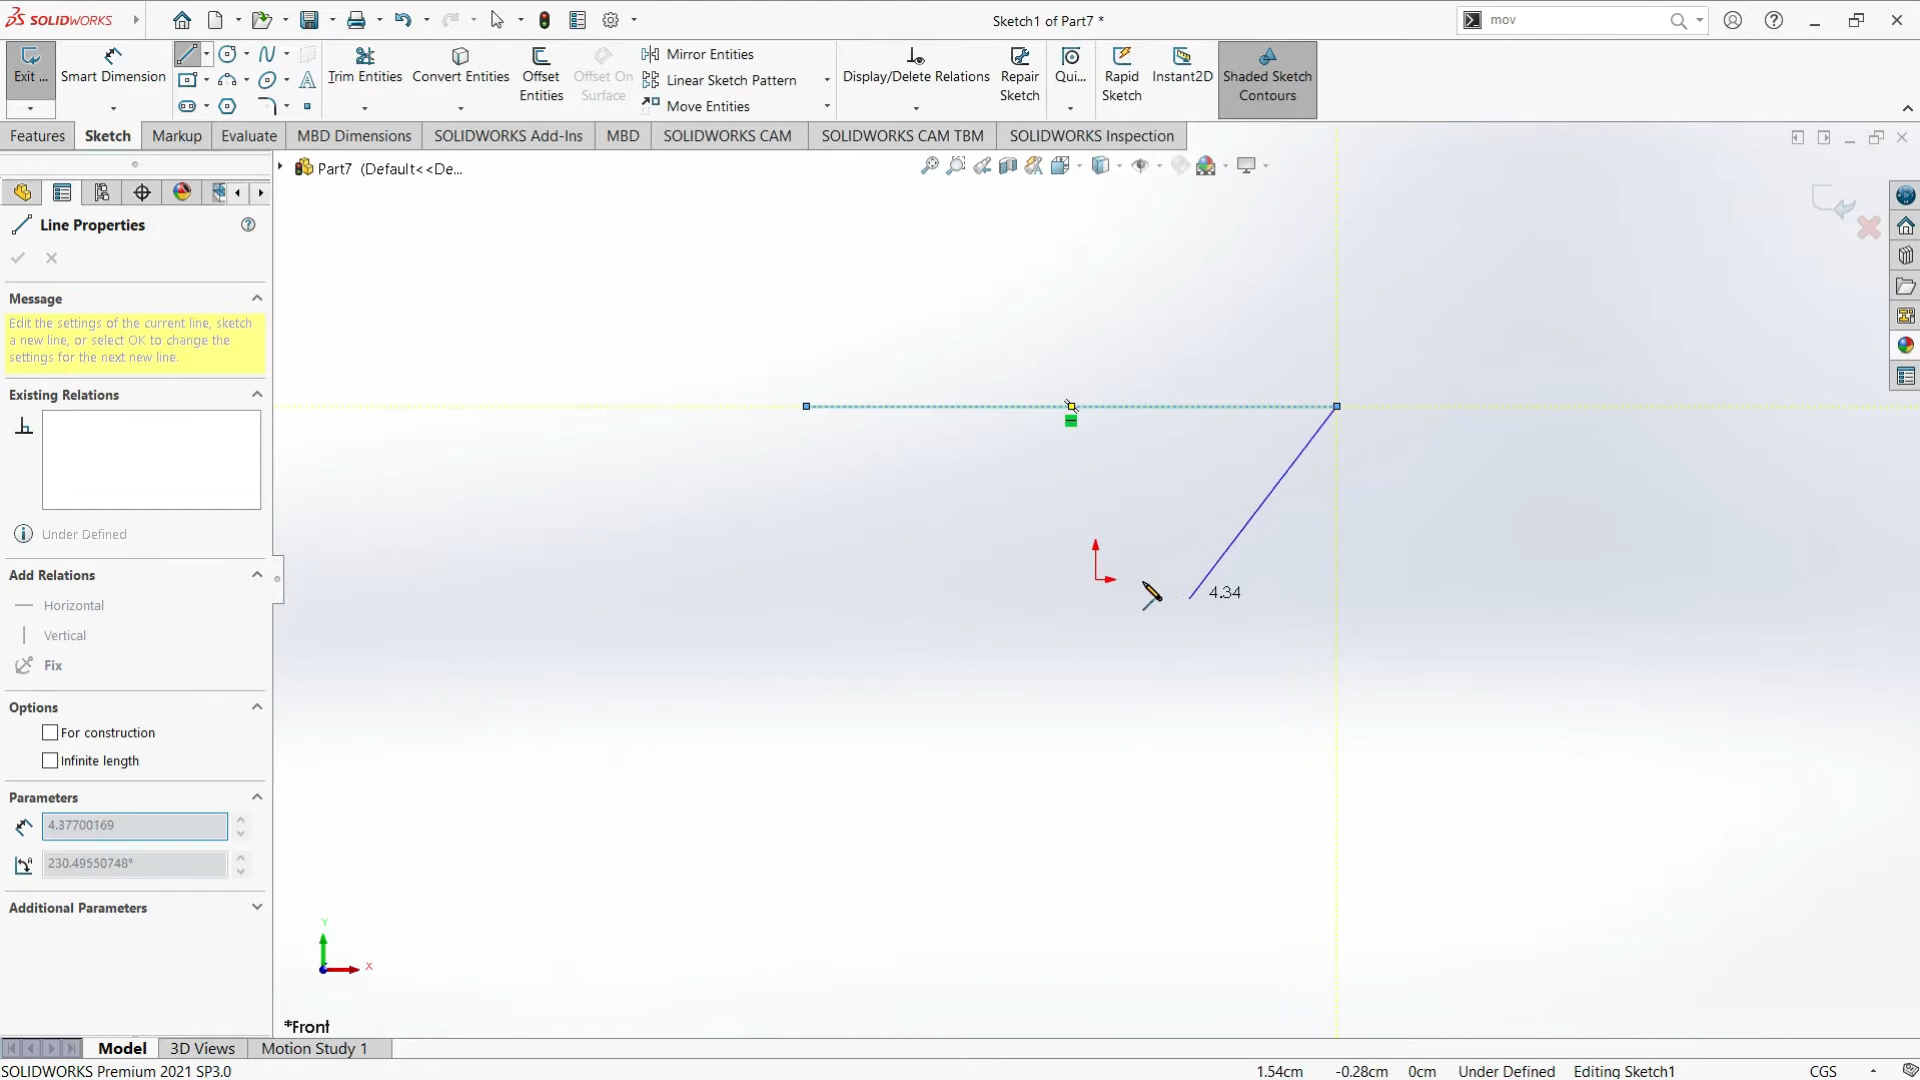 SOLIDWORKS
Sketch1 of Part7 *
mov
Exit ...
Smart Dimension
Trim Entities
Convert Entities
Offset
Entities
Offset On
Surface
Mirror Entities
Linear Sketch Pattern
Move Entities
Display/Delete Relations
Repair
Sketch
Qui...
Rapid
Sketch
Instant2D
Shaded Sketch
Contours
Features
Sketch
Markup
Evaluate
MBD Dimensions
SOLIDWORKS Add-Ins
MBD
SOLIDWORKS CAM
SOLIDWORKS CAM TBM
SOLIDWORKS Inspection
Part7 (Default<<De...
Line Properties
Message
Edit the settings of the current line, sketch
a new line, or select OK to change the
settings for the next new line.
Existing Relations
Under Defined
Add Relations
Horizontal
Vertical
Fix
Options
For construction
Infinite length
Parameters
4.37700169
230.49550748°
Additional Parameters
4.34
Y
X
*Front
Model
3D Views
Motion Study 1
SOLIDWORKS Premium 2021 SP3.0
1.54cm
-0.28cm
0cm
Under Defined
Editing Sketch1
CGS